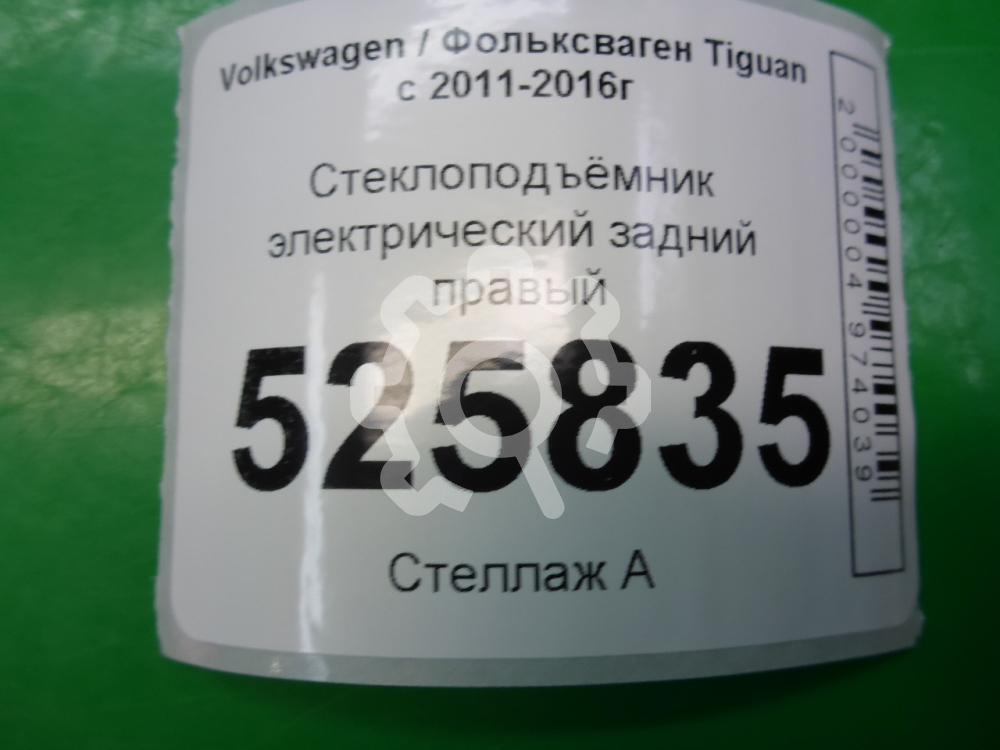 Volkswagen / Фольксваген Tiguan
с 2011-2016г
Стеклоподъёмник
электрический задний
правый
525835
Стеллаж А
2000004974039